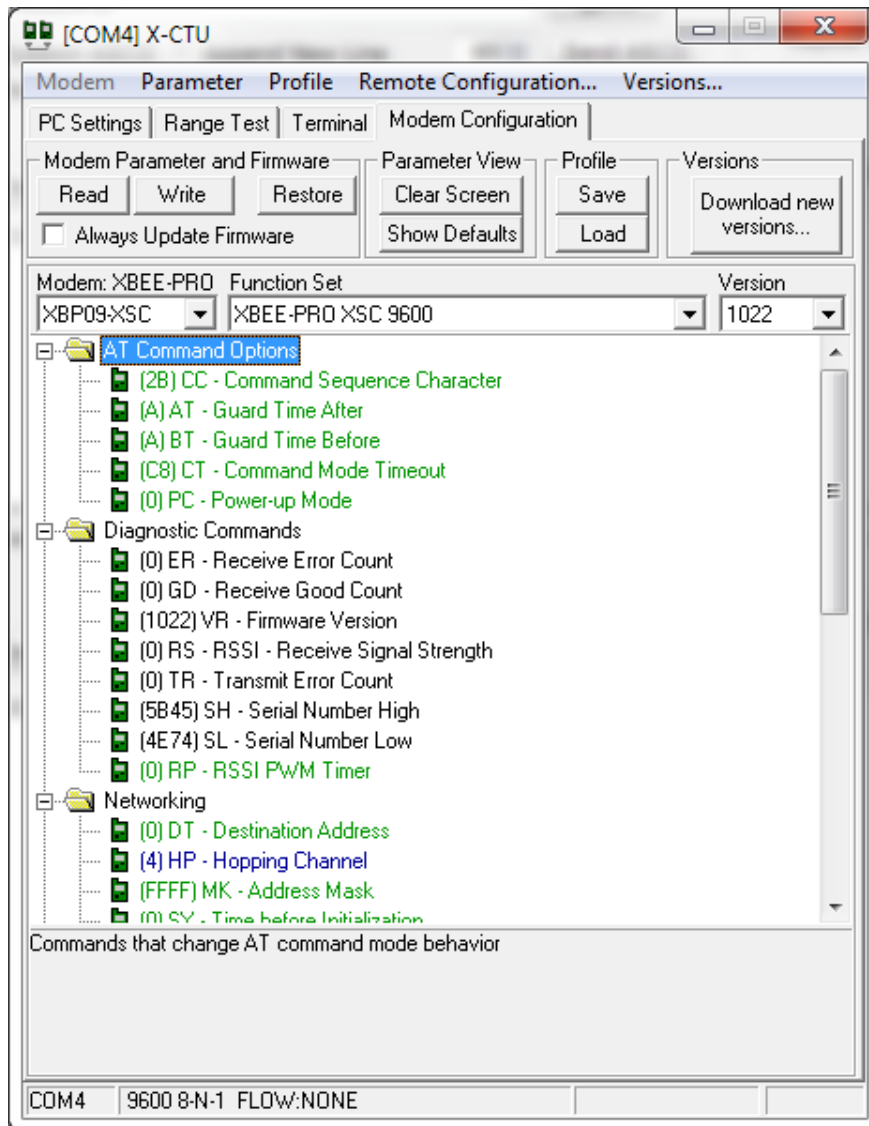 [COM4] X-CTU
Modem Parameter Profile Remote Configuration... Versions...
PC Settings Range Test Terminal Modem Configuration
Modem Parameter and Firmware Parameter View Profile Versions
Read Write Restore Clear Screen Save Download new versions...
Always Update Firmware Show Defaults Load
Modem: XBEE-PRO Function Set Version
XBP09-XSC XBEE-PRO XSC 9600 1022
AT Command Options
(2B) CC - Command Sequence Character
(A) AT - Guard Time After
(A) BT - Guard Time Before
(C8) CT - Command Mode Timeout
(0) PC - Power-up Mode
Diagnostic Commands
(0) ER - Receive Error Count
(0) GD - Receive Good Count
(1022) VR - Firmware Version
(0) RS - RSSI - Receive Signal Strength
(0) TR - Transmit Error Count
(5B45) SH - Serial Number High
(4E74) SL - Serial Number Low
(0) RP - RSSI PWM Timer
Networking
(0) DT - Destination Address
(4) HP - Hopping Channel
(FFFF) MK - Address Mask
(0) SY - Time before Initialization
Commands that change AT command mode behavior
COM4 9600 8-N-1 FLOW:NONE